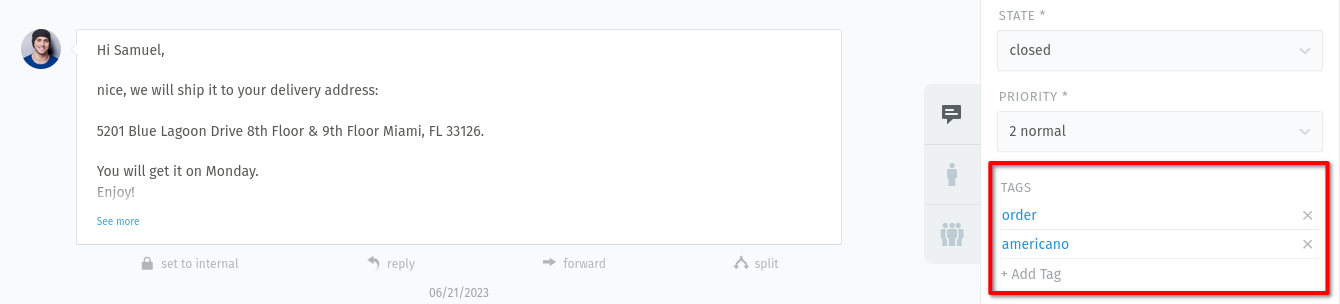 Hi Samuel,
nice, we will ship it to your delivery address:
5201 Blue Lagoon Drive 8th Floor & 9th Floor Miami, FL 33126.
You will get it on Monday.
Enjoy!
See more
set to internal
reply
forward
split
06/21/2023
STATE *
closed
PRIORITY *
2 normal
TAGS
order
americano
+ Add Tag